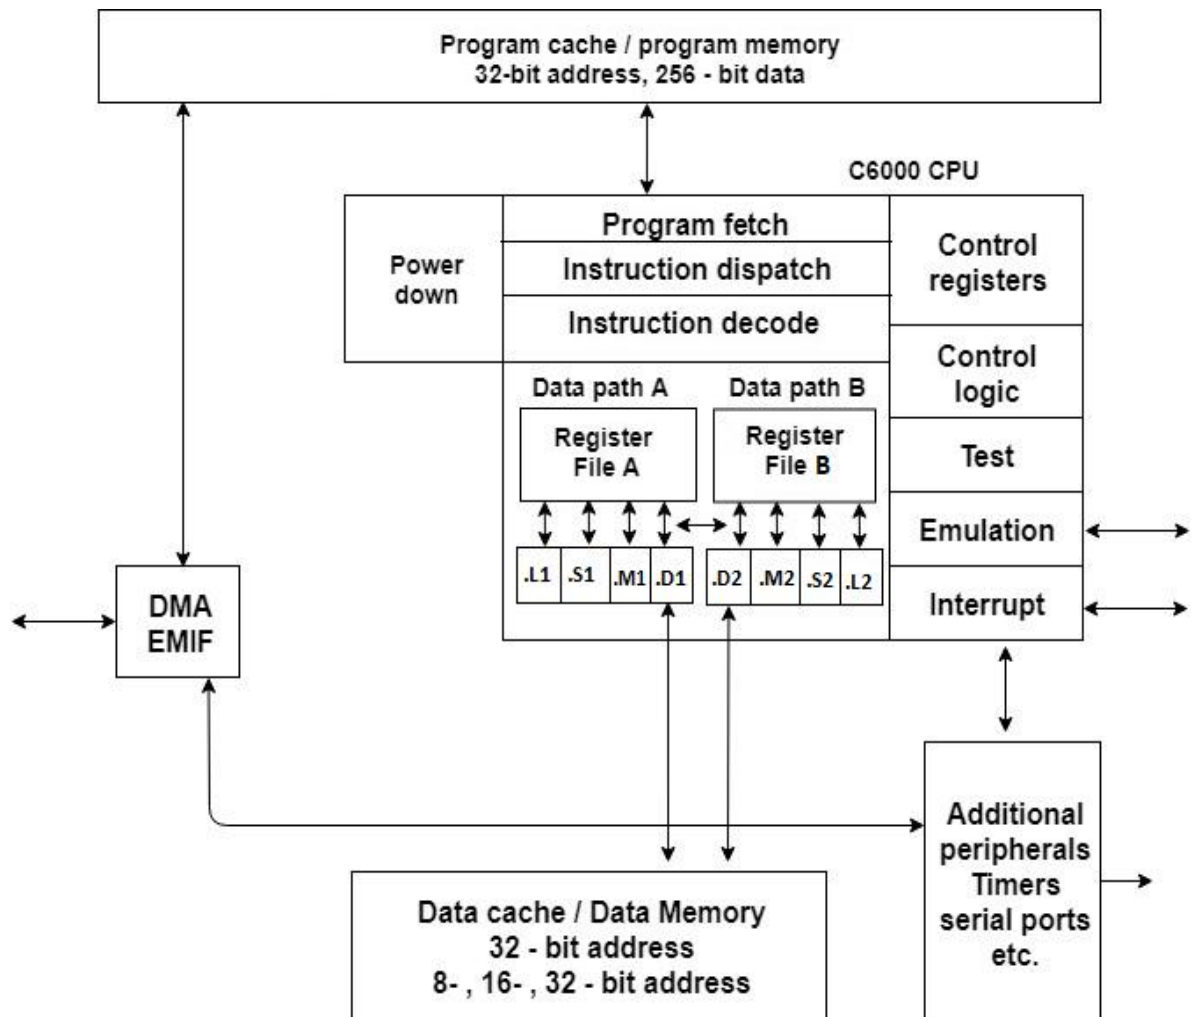 Program cache / program memory
32-bit address, 256 - bit data
C6000 CPU
Program fetch
Instruction dispatch
Instruction decode
Power
down
Control
registers
Control
logic
Test
Emulation
Interrupt
Data path A
Data path B
Register
File A
Register
File B
.L1
.S1
.M1
.D1
.D2
.M2
.S2
.L2
DMA
EMIF
Data cache / Data Memory
32 - bit address
8- , 16- , 32 - bit address
Additional
peripherals
Timers
serial ports
etc.